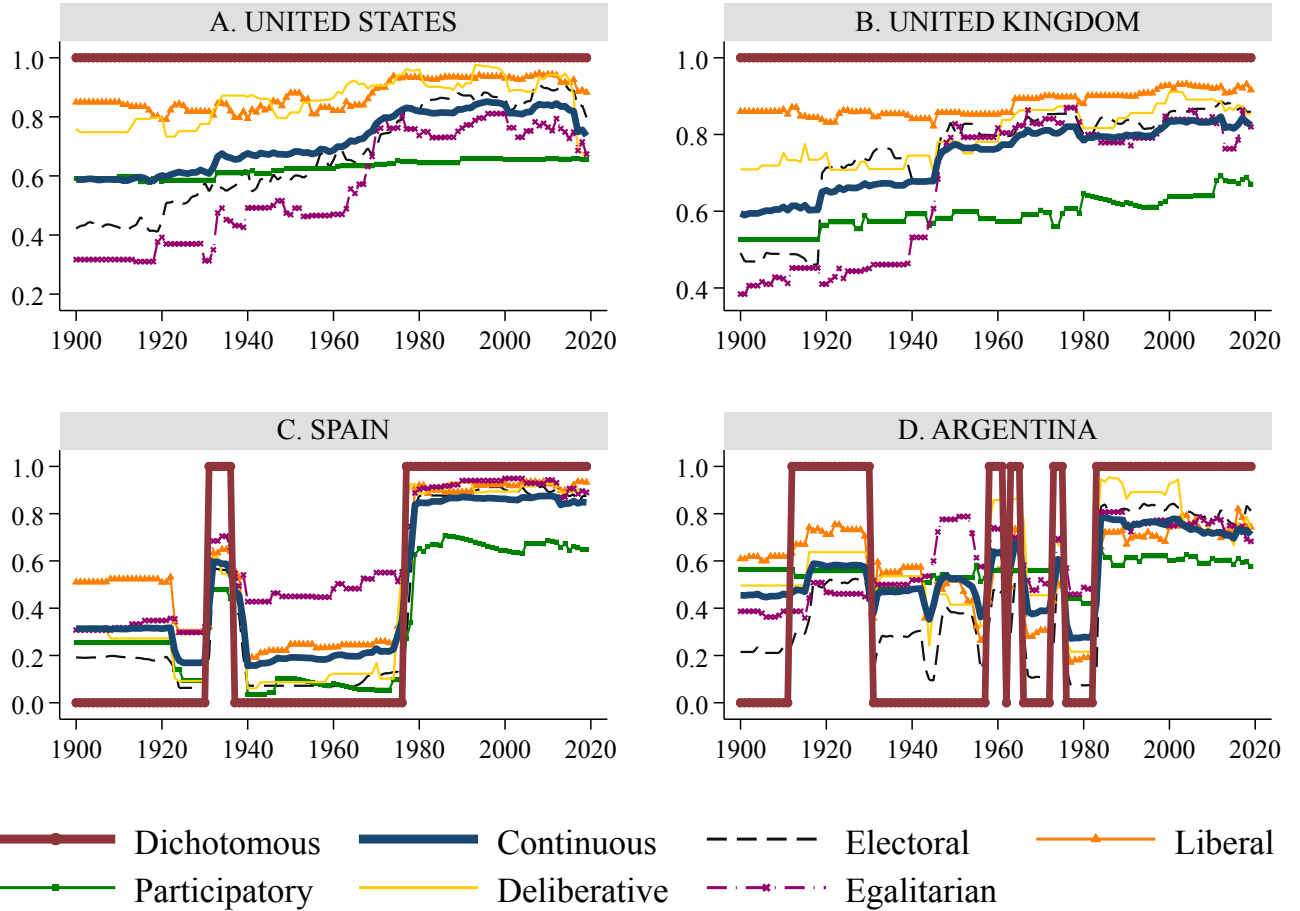 A. UNITED STATES
1.0
0.8
0.6
0.4
0.2
1900 1920 1940 1960 1980 2000 2020
B. UNITED KINGDOM
1.0
0.8
0.6
0.4
1900 1920 1940 1960 1980 2000 2020
C. SPAIN
1.0
0.8
0.6
0.4
0.2
0.0
1900 1920 1940 1960 1980 2000 2020
D. ARGENTINA
1.0
0.8
0.6
0.4
0.2
0.0
1900 1920 1940 1960 1980 2000 2020
Dichotomous Continuous Electoral Liberal
Participatory Deliberative Egalitarian